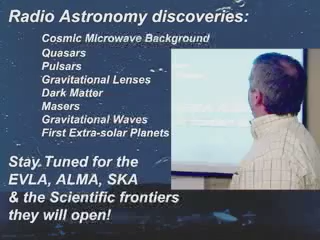 Radio Astronomy discoveries:
Cosmic Microwave Background
Quasars
Pulsars
Gravitational Lenses
Dark Matter
Masers
Gravitational Waves
First Extra-solar Planets
Stay Tuned for the
EVLA, ALMA, SKA
& the Scientific frontiers
they will open!